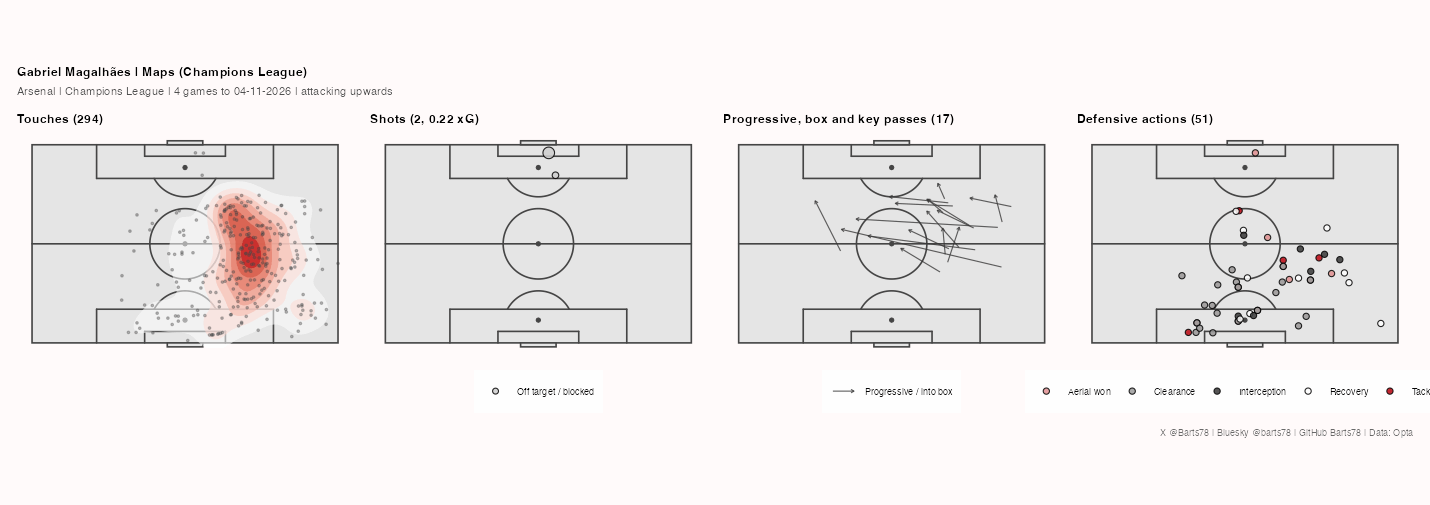 Gabriel Magalhães | Maps (Champions League)
Arsenal | Champions League | 4 games to 04-11-2026 | attacking upwards
Touches (294)
Shots (2, 0.22 xG)
Progressive, box and key passes (17)
Defensive actions (51)
Off target / blocked
Progressive / into box
Aerial won
Clearance
Interception
Recovery
Tack
X @Barts78 | Bluesky @barts78 | GitHub Barts78 | Data: Opta